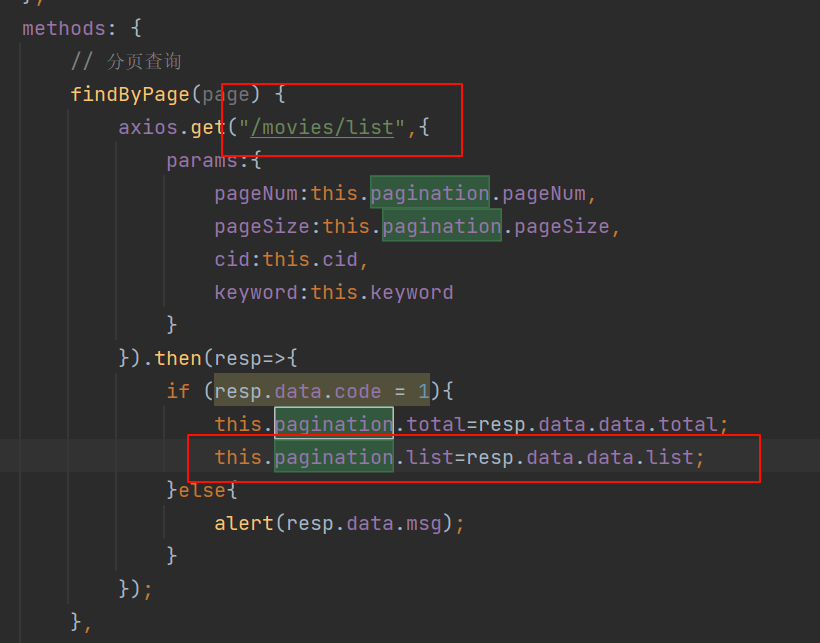 },
methods: {
// 分页查询
findByPage(page) {
axios.get("/movies/list",{
params:{
pageNum:this.pagination.pageNum,
pageSize:this.pagination.pageSize,
cid:this.cid,
keyword:this.keyword
}
}).then(resp=>{
if (resp.data.code = 1){
this.pagination.total=resp.data.data.total;
this.pagination.list=resp.data.data.list;
}else{
alert(resp.data.msg);
}
});
},